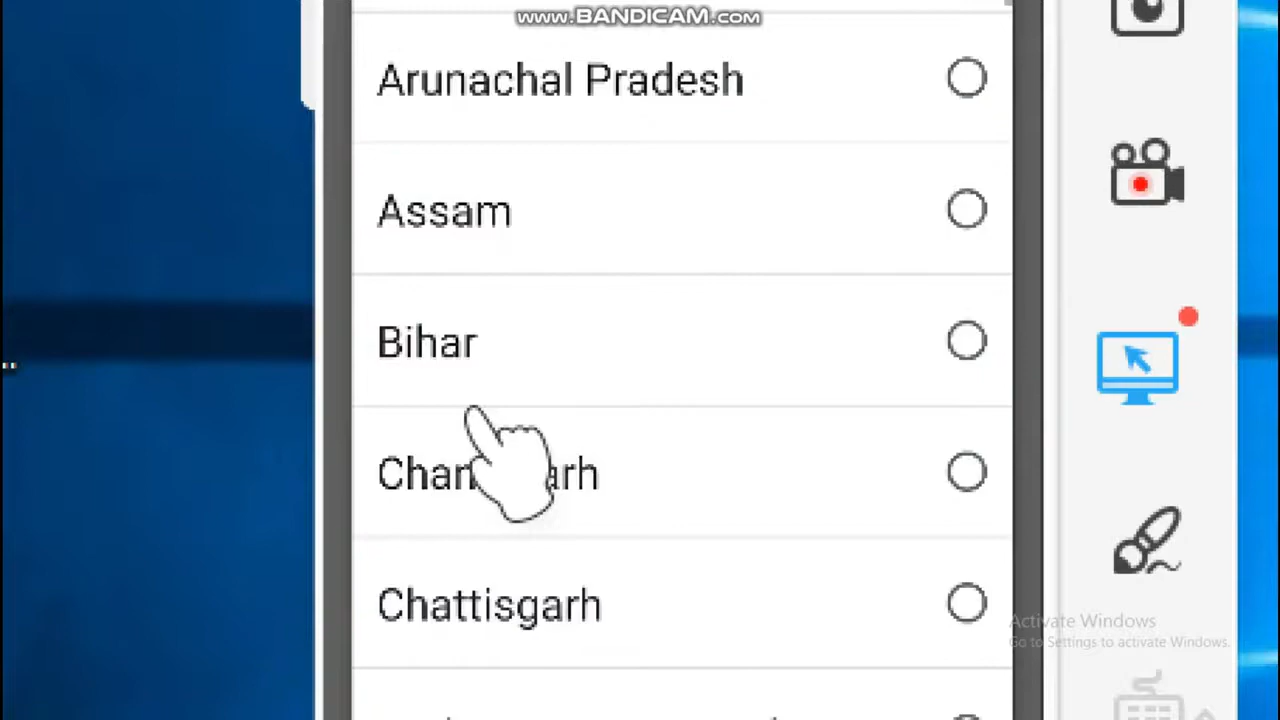 www.BANDICAM.com
Arunachal Pradesh
Assam
Bihar
Chattisgarh
Activate Windows
Go to Settings to activate Windows.